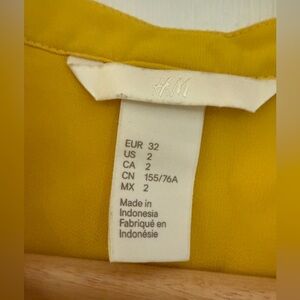 H&M
EUR 32
US 2
CA 2
CN 155/76A
MX 2
Made in
Indonesia
Fabriqué en
Indonésie